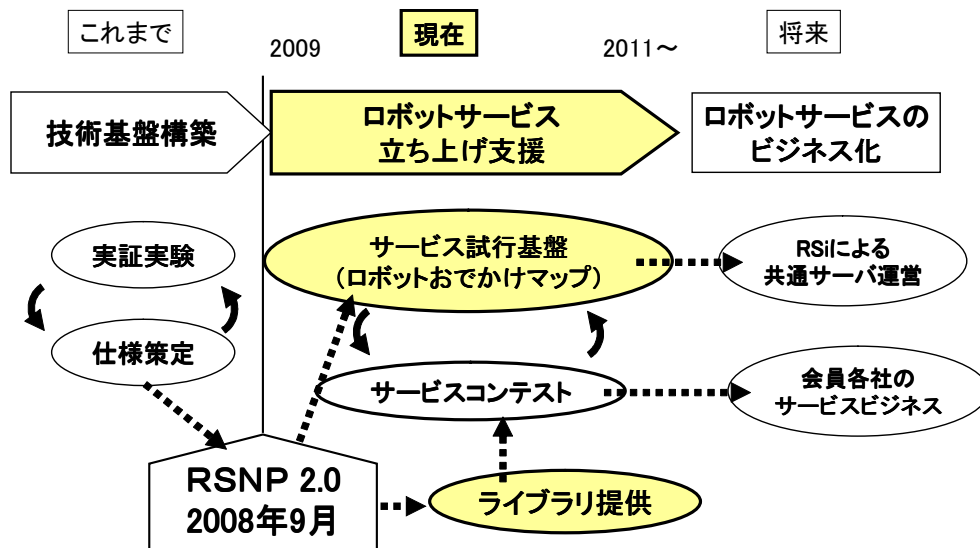 これまで
2009
現在
2011～
将来
技術基盤構築
ロボットサービス
立ち上げ支援
ロボットサービスの
ビジネス化
実証実験
仕様策定
サービス試行基盤
（ロボットおでかけマップ）
RSiによる
共通サーバ運営
サービスコンテスト
会員各社の
サービスビジネス
RSNP 2.0
2008年9月
ライブラリ提供